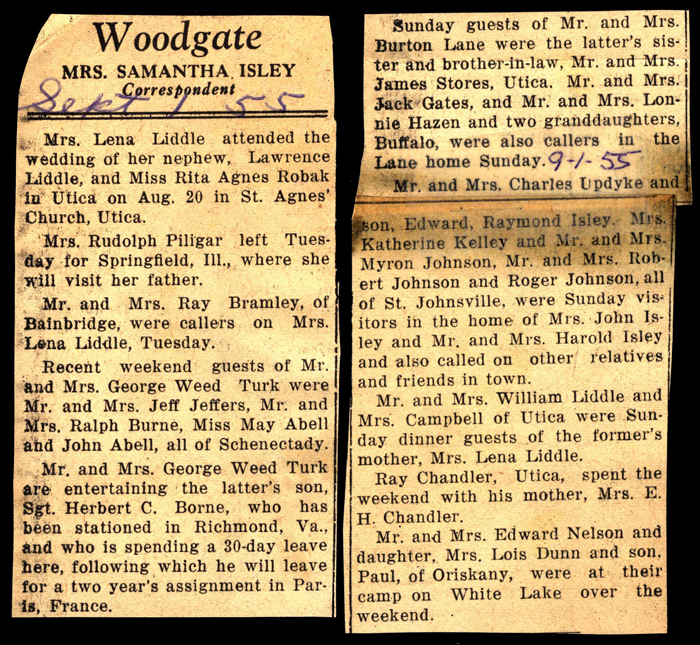 Woodgate
MRS. SAMANTHA ISLEY
Correspondent
Sept 1 55
Mrs. Lena Liddle attended the
wedding of her nephew, Lawrence
Liddle, and Miss Rita Agnes Robak
in Utica on Aug. 20 in St. Agnes'
Church, Utica.
Mrs. Rudolph Piligar left Tues-
day for Springfield, Ill., where she
will visit her father.
Mr. and Mrs. Ray Bramley, of
Bainbridge, were callers on Mrs.
Lena Liddle, Tuesday.
Recent weekend guests of Mr.
and Mrs. George Weed Turk were
Mr. and Mrs. Jeff Jeffers, Mr. and
Mrs. Ralph Burne, Miss May Abell
and John Abell, all of Schenectady.
Mr. and Mrs. George Weed Turk
are entertaining the latter's son,
Sgt. Herbert C. Borne, who has
been stationed in Richmond, Va.,
and who is spending a 30-day leave
here, following which he will leave
for a two year's assignment in Par-
is, France.
Sunday guests of Mr. and Mrs.
Burton Lane were the latter's sis-
ter and brother-in-law, Mr. and Mrs.
James Stores, Utica. Mr. and Mrs.
Jack Gates, and Mr. and Mrs. Lon-
nie Hazen and two granddaughters,
Buffalo, were also callers in the
Lane home Sunday. 9-1-55
Mr. and Mrs. Charles Updyke and
son, Edward, Raymond Isley. Mrs.
Katherine Kelley and Mr. and Mrs.
Myron Johnson, Mr. and Mrs. Rob-
ert Johnson and Roger Johnson, all
of St. Johnsville, were Sunday vis-
itors in the home of Mrs. John Is-
ley and Mr. and Mrs. Harold Isley
and also called on other relatives
and friends in town.
Mr. and Mrs. William Liddle and
Mrs. Campbell of Utica were Sun-
day dinner guests of the former's
mother, Mrs. Lena Liddle.
Ray Chandler, Utica, spent the
weekend with his mother, Mrs. E.
H. Chandler.
Mr. and Mrs. Edward Nelson and
daughter, Mrs. Lois Dunn and son,
Paul, of Oriskany, were at their
camp on White Lake over the
weekend.